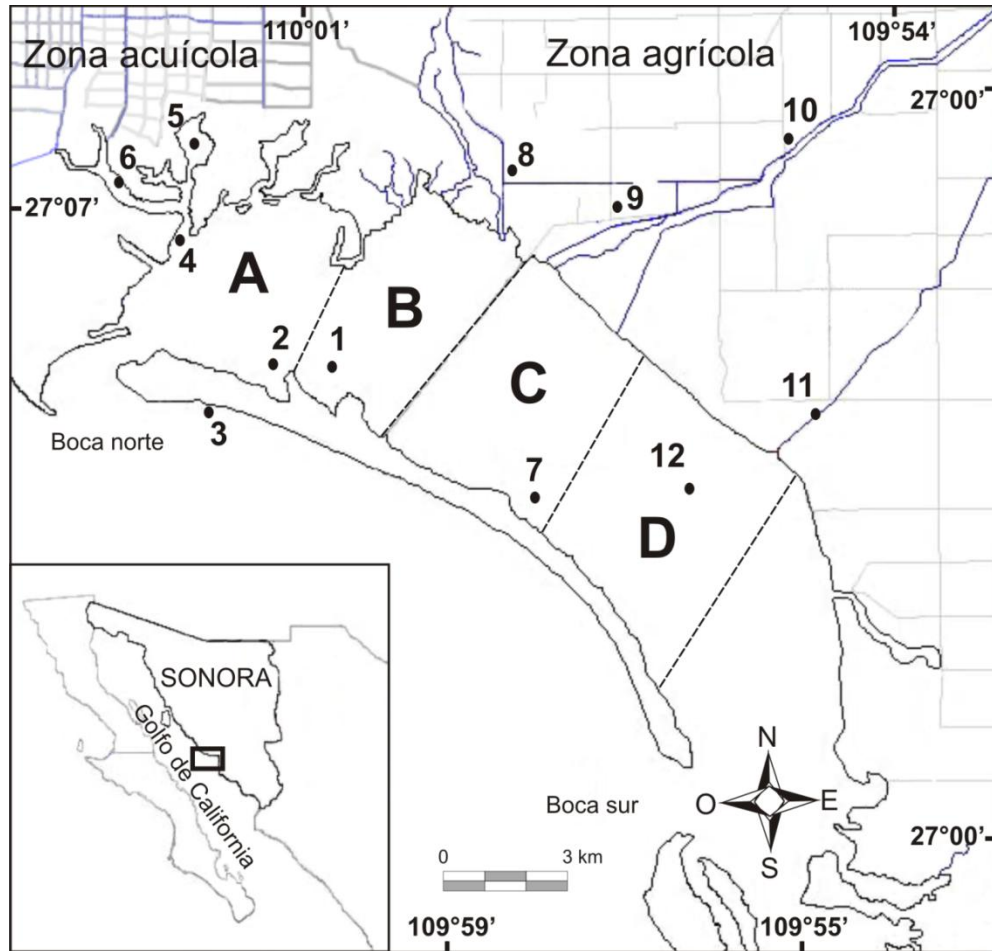 110°01'
109°54'
Zona acuícola
Zona agrícola
27°00'
10
5
8
6
9
27°07'
4
A
B
2
1
C
3
11
Boca norte
7
12
D
SONORA
Golfo de California
N
O
E
S
Boca sur
0
3 km
27°00'
109°59'
109°55'